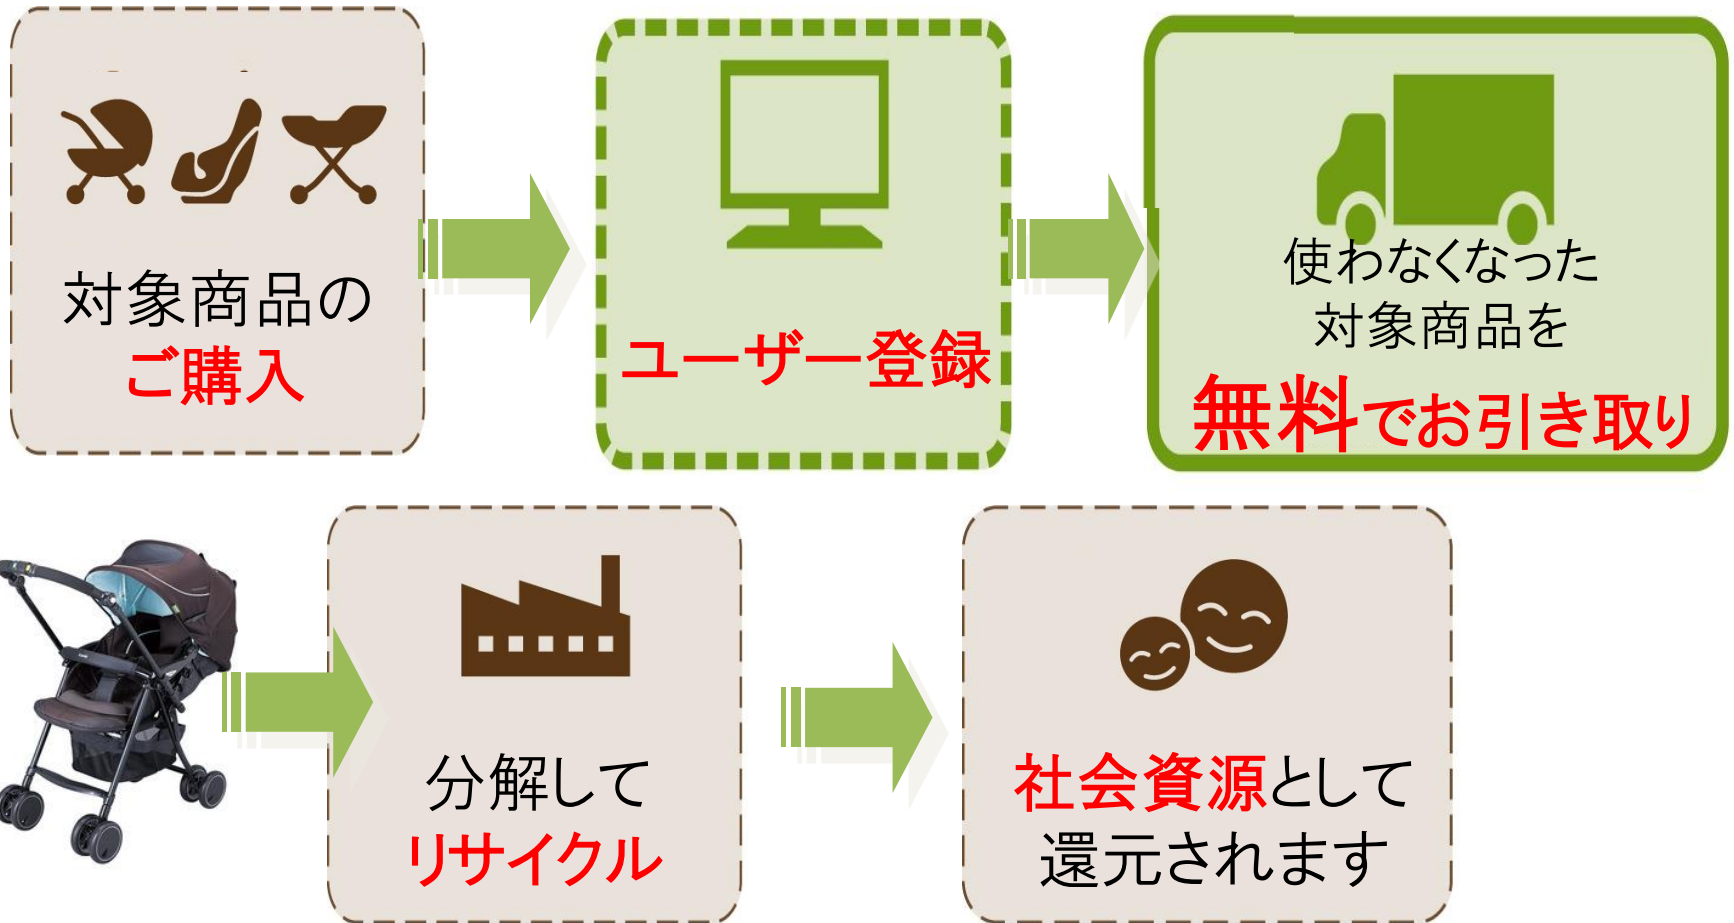 対象商品の
ご購入
ユーザー登録
使わなくなった
対象商品を
無料でお引き取り
分解して
リサイクル
社会資源として
還元されます